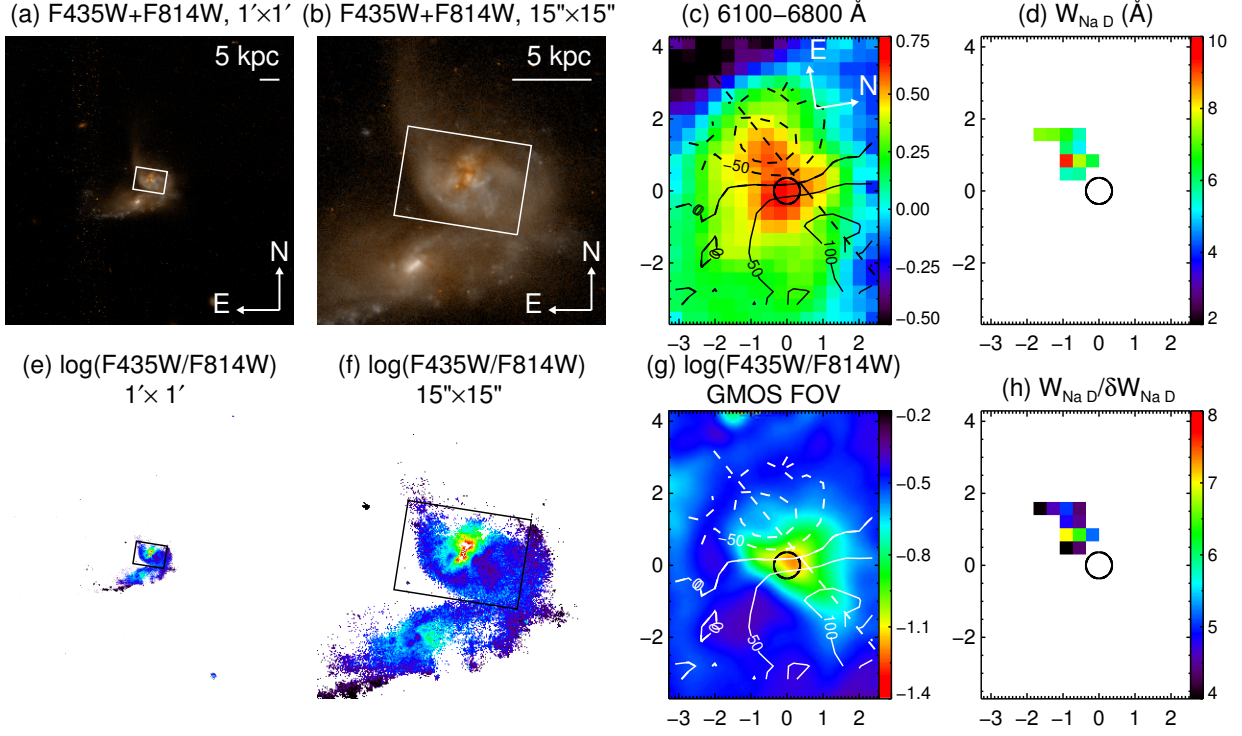 (a) F435W+F814W, 1′×1′
5 kpc
N
E
(b) F435W+F814W, 15"×15"
5 kpc
N
E
(c) 6100−6800 Å
4
2
0
−2
−3 −2 −1 0 1 2
E
N
−50
0
0
0
50
100
0.75
0.50
0.25
0.00
−0.25
−0.50
(d) W_Na D (Å)
4
2
0
−2
−3 −2 −1 0 1 2
10
8
6
4
2
(e) log(F435W/F814W)
1′× 1′
(f) log(F435W/F814W)
15"×15"
(g) log(F435W/F814W)
GMOS FOV
4
2
0
−2
−3 −2 −1 0 1 2
−50
0
0
0
50
100
−0.2
−0.5
−0.8
−1.1
−1.4
(h) W_Na D/δW_Na D
4
2
0
−2
−3 −2 −1 0 1 2
8
7
6
5
4